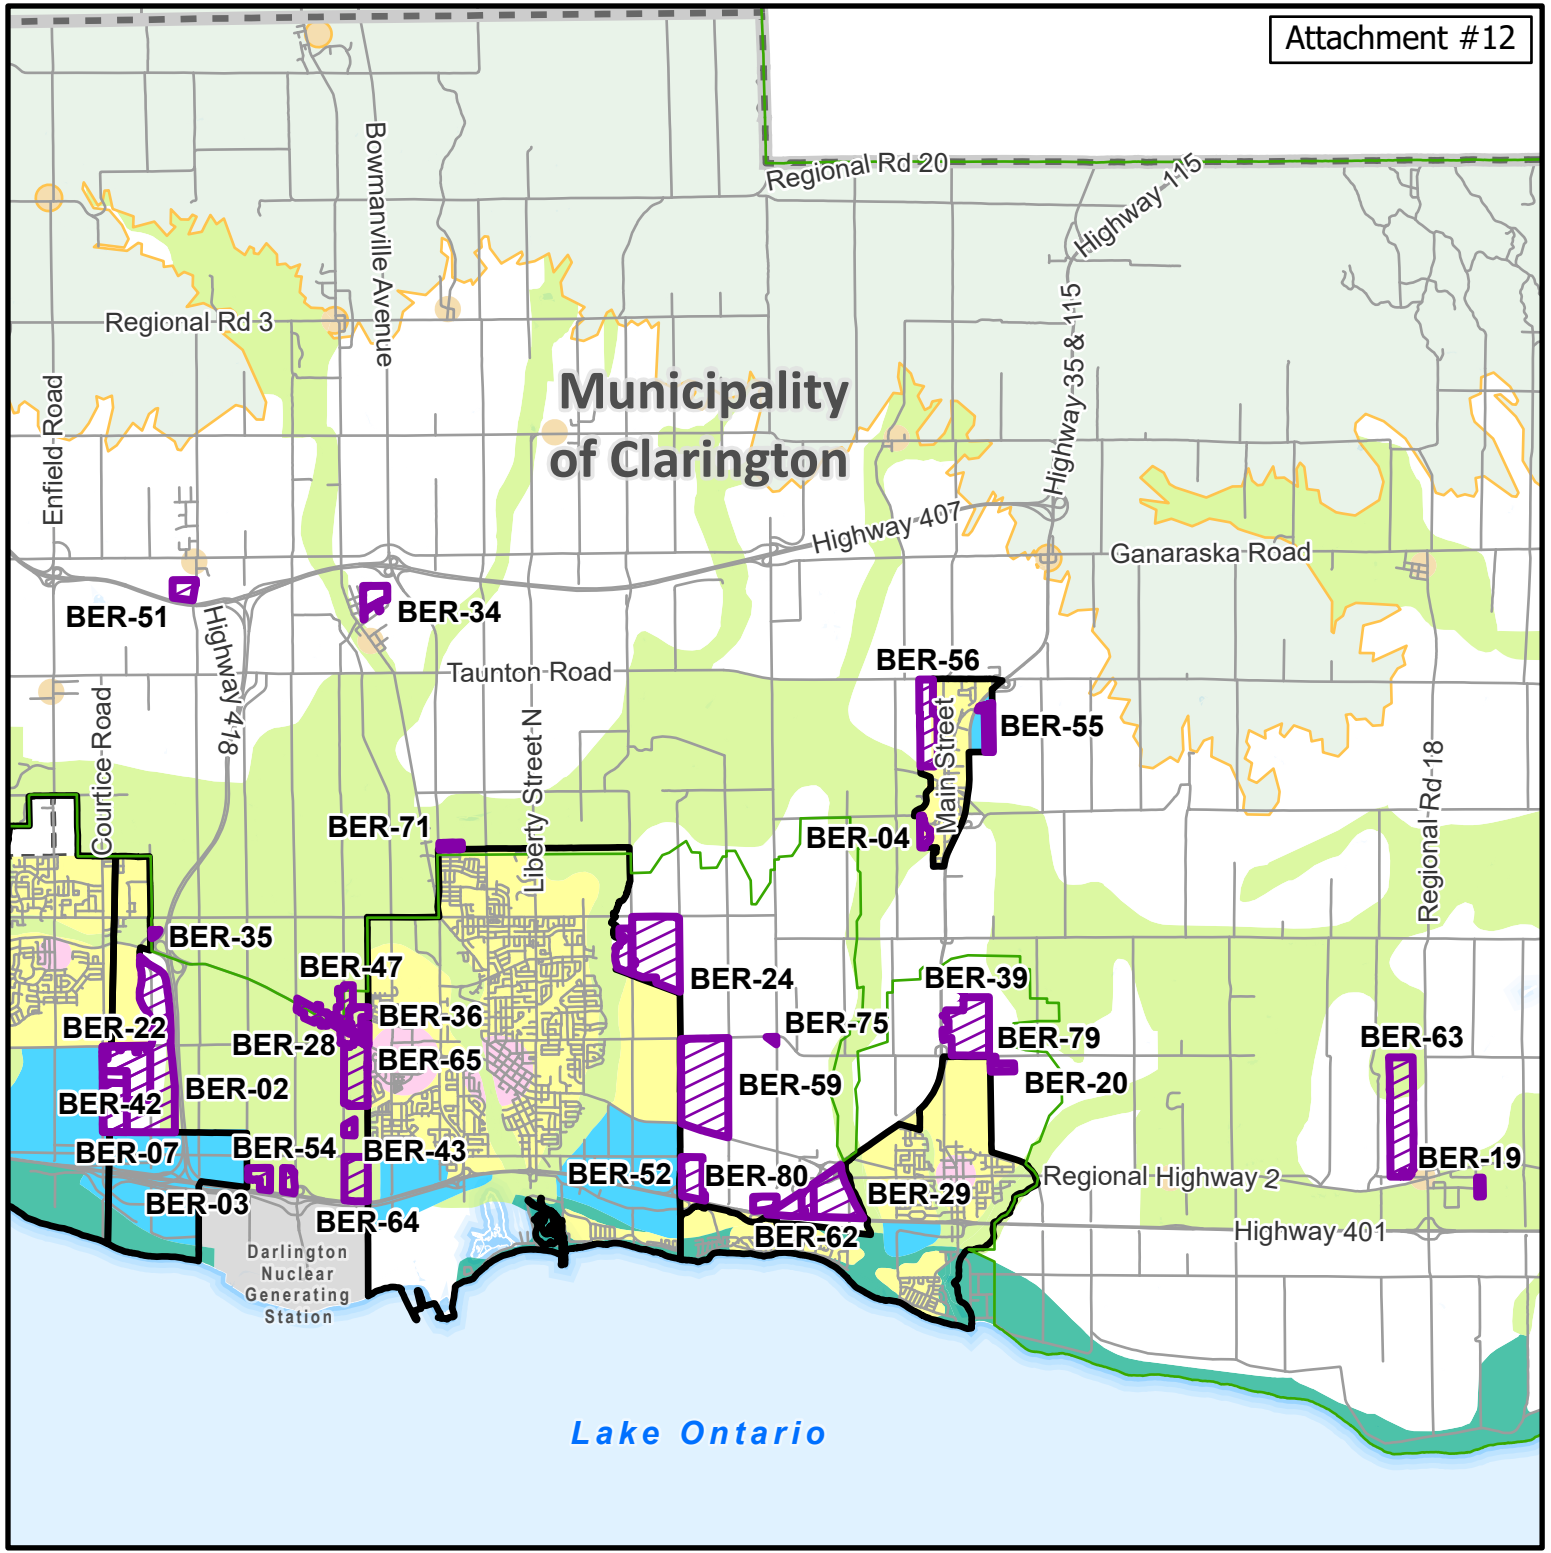 Attachment #12
Regional Rd 20
Highway 115
Bowmanville Avenue
Regional Rd 3
Highway 35 & 115
Municipality
of Clarington
Enfield Road
Highway 407
Ganaraska Road
BER-51
BER-34
Highway 418
Taunton Road
BER-56
Courtice Road
Liberty Street N
Main Street
BER-55
Regional Rd 18
BER-71
BER-04
BER-35
BER-47
BER-24
BER-39
BER-22
BER-36
BER-75
BER-28
BER-79
BER-63
BER-65
BER-02
BER-59
BER-20
BER-42
BER-07
BER-54
BER-43
BER-52
BER-80
BER-19
Regional Highway 2
BER-29
BER-03
BER-64
BER-62
Highway 401
Darlington
Nuclear
Generating
Station
Lake Ontario